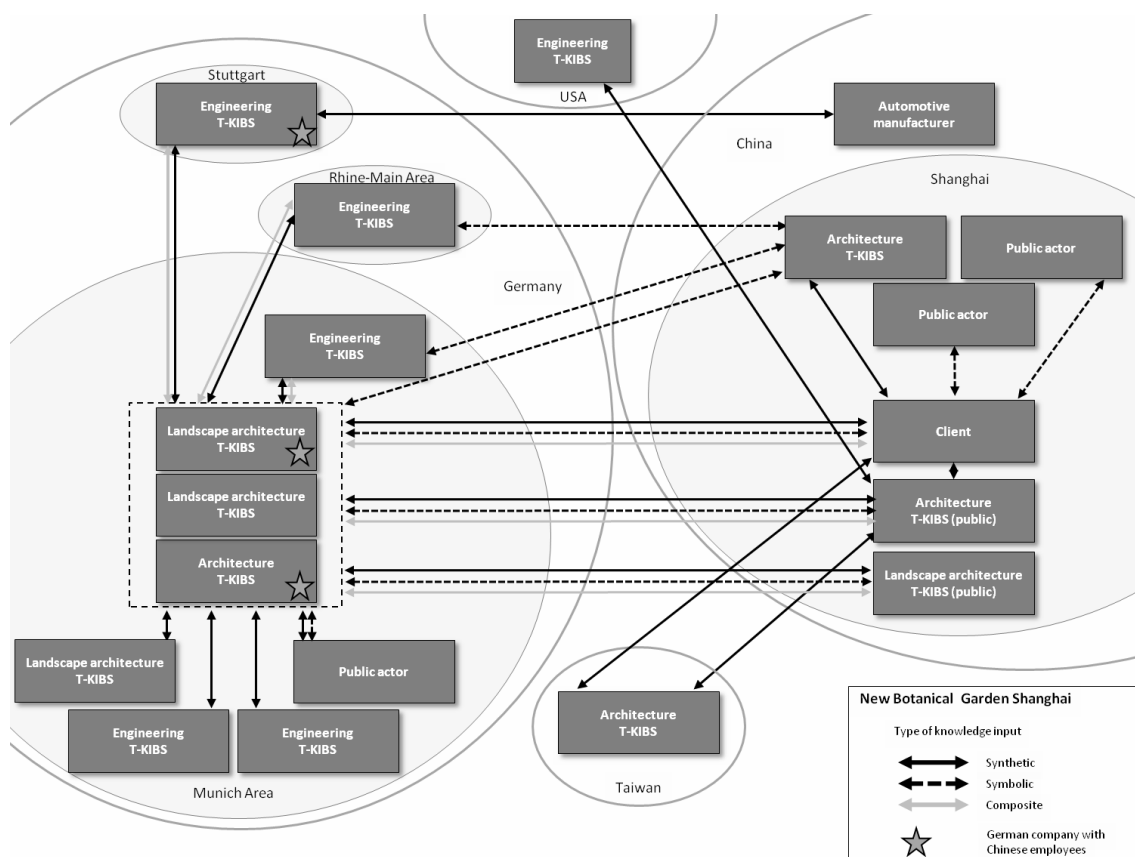 Engineering
T-KIBS
USA
Stuttgart
Engineering
T-KIBS
Automotive
manufacturer
China
Rhine-Main Area
Engineering
T-KIBS
Shanghai
Architecture
T-KIBS
Public actor
Public actor
Germany
Engineering
T-KIBS
Landscape architecture
T-KIBS
Client
Landscape architecture
T-KIBS
Architecture
T-KIBS (public)
Architecture
T-KIBS
Landscape architecture
T-KIBS (public)
Landscape architecture
T-KIBS
Public actor
Engineering
T-KIBS
Engineering
T-KIBS
Munich Area
Architecture
T-KIBS
Taiwan
New Botanical Garden Shanghai
Type of knowledge input
Synthetic
Symbolic
Composite
German company with
Chinese employees